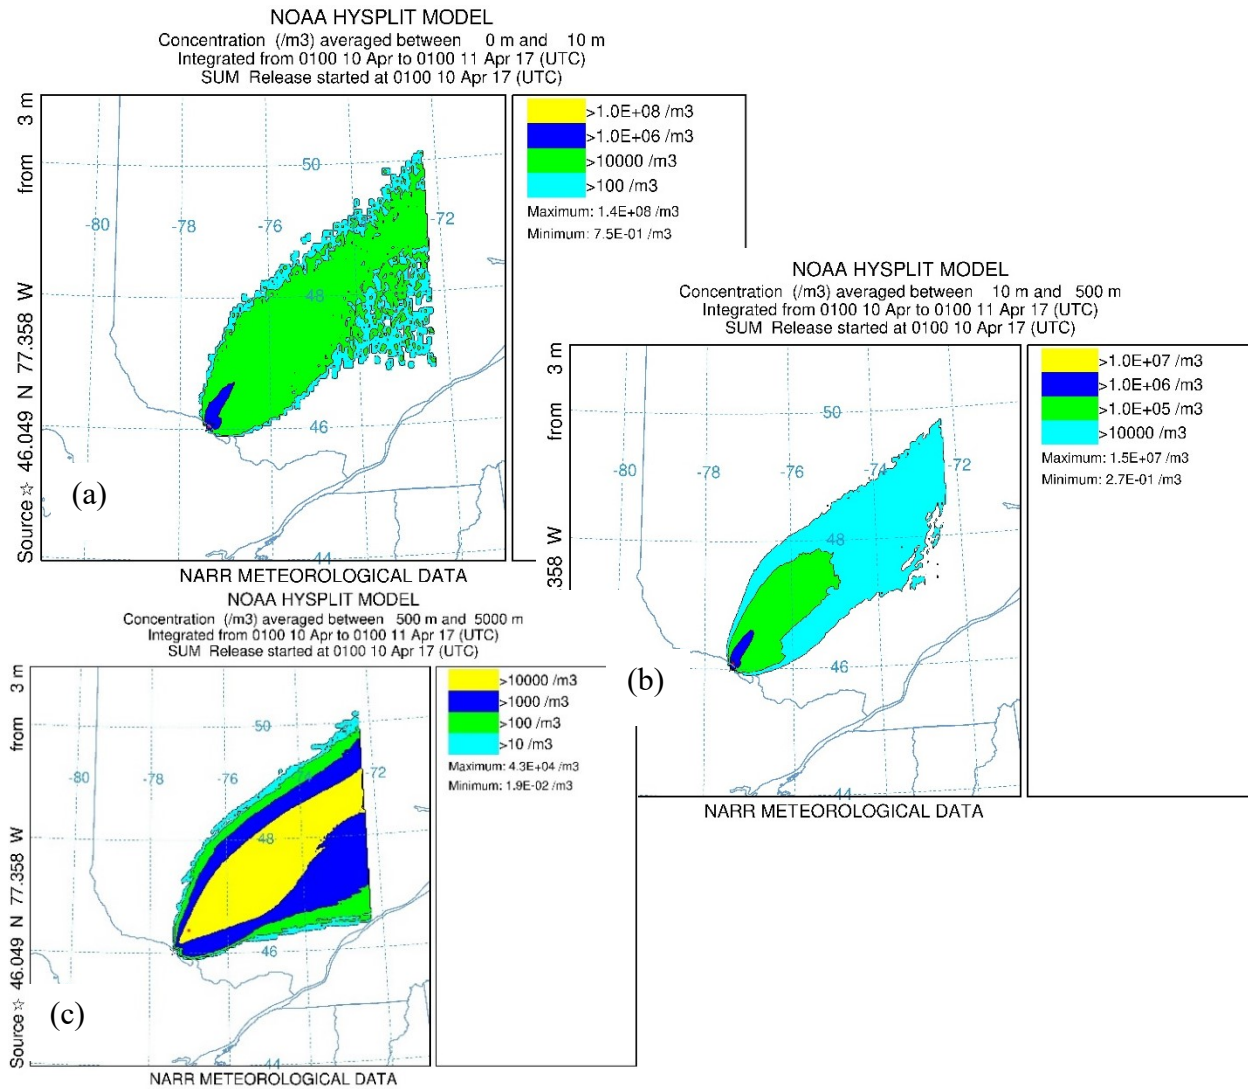 NOAA HYSPLIT MODEL
Concentration (/m3) averaged between 0 m and 10 m
Integrated from 0100 10 Apr to 0100 11 Apr 17 (UTC)
SUM Release started at 0100 10 Apr 17 (UTC)
Source ☆ 46.049 N 77.358 W from 3 m
>1.0E+08 /m3
>1.0E+06 /m3
>10000 /m3
>100 /m3
Maximum: 1.4E+08 /m3
Minimum: 7.5E-01 /m3
50
-80
-78
-76
-72
48
46
44
(a)
NARR METEOROLOGICAL DATA
NOAA HYSPLIT MODEL
Concentration (/m3) averaged between 10 m and 500 m
Integrated from 0100 10 Apr to 0100 11 Apr 17 (UTC)
SUM Release started at 0100 10 Apr 17 (UTC)
358 W from 3 m
>1.0E+07 /m3
>1.0E+06 /m3
>1.0E+05 /m3
>10000 /m3
Maximum: 1.5E+07 /m3
Minimum: 2.7E-01 /m3
50
-80
-78
-76
-74
-72
48
46
44
(b)
NARR METEOROLOGICAL DATA
NOAA HYSPLIT MODEL
Concentration (/m3) averaged between 500 m and 5000 m
Integrated from 0100 10 Apr to 0100 11 Apr 17 (UTC)
SUM Release started at 0100 10 Apr 17 (UTC)
Source ☆ 46.049 N 77.358 W from 3 m
>10000 /m3
>1000 /m3
>100 /m3
>10 /m3
Maximum: 4.3E+04 /m3
Minimum: 1.9E-02 /m3
50
-80
-78
-76
-74
-72
48
46
44
(c)
NARR METEOROLOGICAL DATA